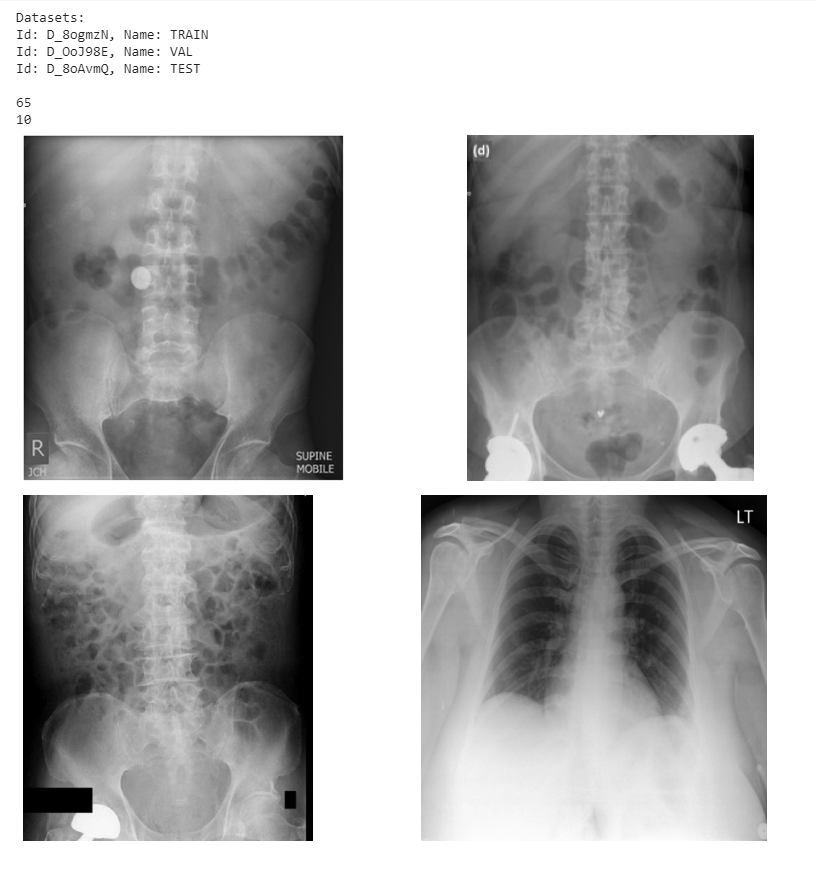 Datasets:
Id: D_8ogmzN, Name: TRAIN
Id: D_OoJ98E, Name: VAL
Id: D_8oAvmQ, Name: TEST
65
10
(d)
R
JCH
SUPINE
MOBILE
LT